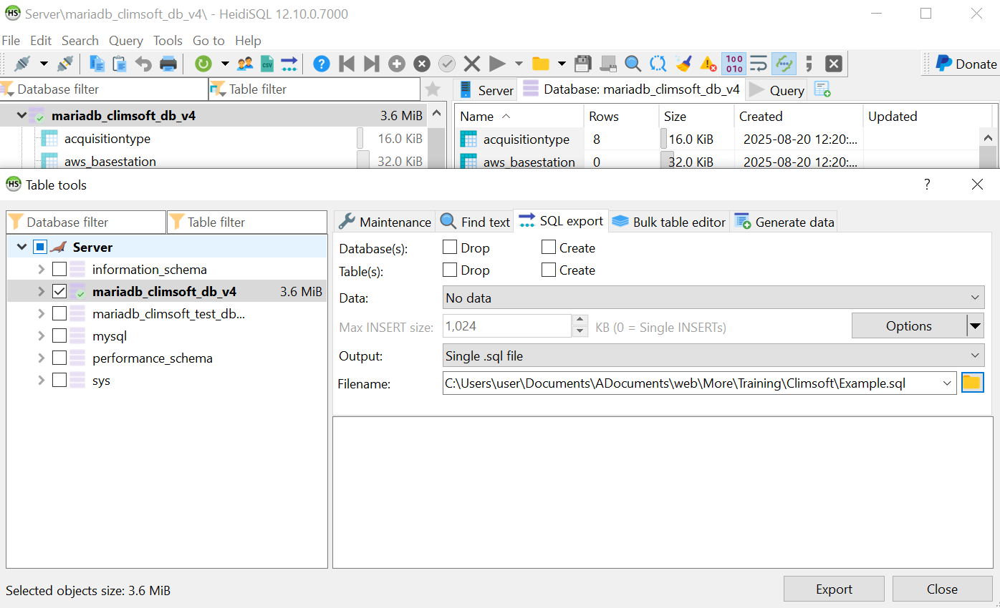 HS Server\mariadb_climsoft_db_v4\ - HeidiSQL 12.10.0.7000
File Edit Search Query Tools Go to Help
CSV ? 100 010 ; Donate
Database filter Table filter Server Database: mariadb_climsoft_db_v4 Query
mariadb_climsoft_db_v4 3.6 MiB Name Rows Size Created Updated
acquisitiontype 16.0 KiB acquisitiontype 8 16.0 KiB 2025-08-20 12:20:...
aws_basestation 32.0 KiB aws_basestation 0 32.0 KiB 2025-08-20 12:20:...
HS Table tools ?
Database filter Table filter Maintenance Find text SQL export Bulk table editor Generate data
Server
information_schema
mariadb_climsoft_db_v4 3.6 MiB
mariadb_climsoft_test_db...
mysql
performance_schema
sys
Database(s): Drop Create
Table(s): Drop Create
Data: No data
Max INSERT size: 1,024 KB (0 = Single INSERTs) Options
Output: Single .sql file
Filename: C:\Users\user\Documents\ADocuments\web\More\Training\Climsoft\Example.sql
Selected objects size: 3.6 MiB Export Close